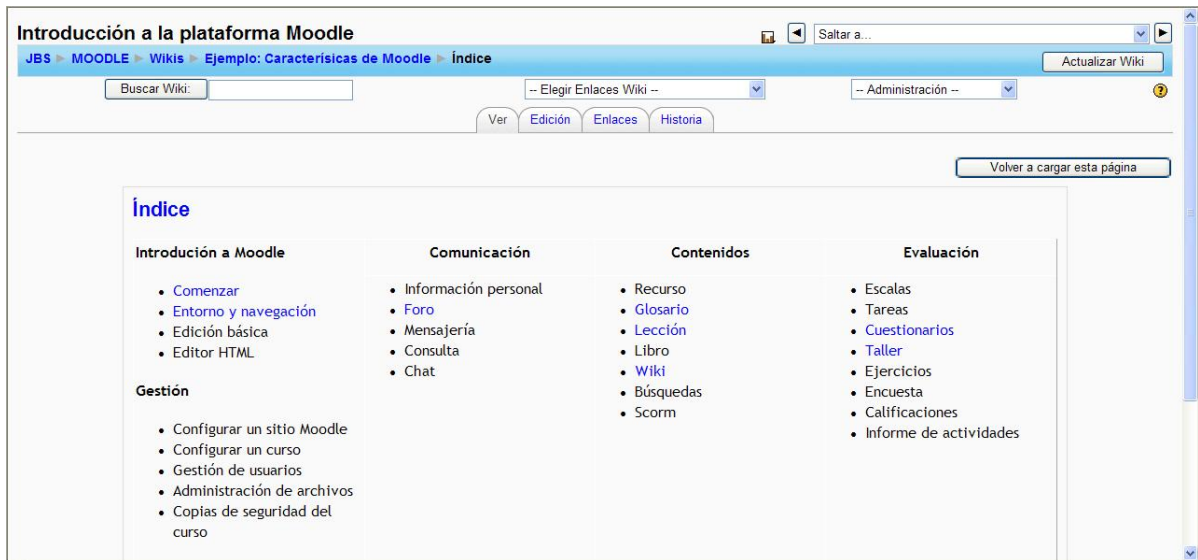 Introducción a la plataforma Moodle
Saltar a...
JBS ► MOODLE ► Wikis ► Ejemplo: Caracterísicas de Moodle ► Índice
Actualizar Wiki
Buscar Wiki:
-- Elegir Enlaces Wiki --
-- Administración --
Ver
Edición
Enlaces
Historia
Volver a cargar esta página
Índice
Introdución a Moodle
Comenzar
Entorno y navegación
Edición básica
Editor HTML
Gestión
Configurar un sitio Moodle
Configurar un curso
Gestión de usuarios
Administración de archivos
Copias de seguridad del
curso
Comunicación
Información personal
Foro
Mensajería
Consulta
Chat
Contenidos
Recurso
Glosario
Lección
Libro
Wiki
Búsquedas
Scorm
Evaluación
Escalas
Tareas
Cuestionarios
Taller
Ejercicios
Encuesta
Calificaciones
Informe de actividades